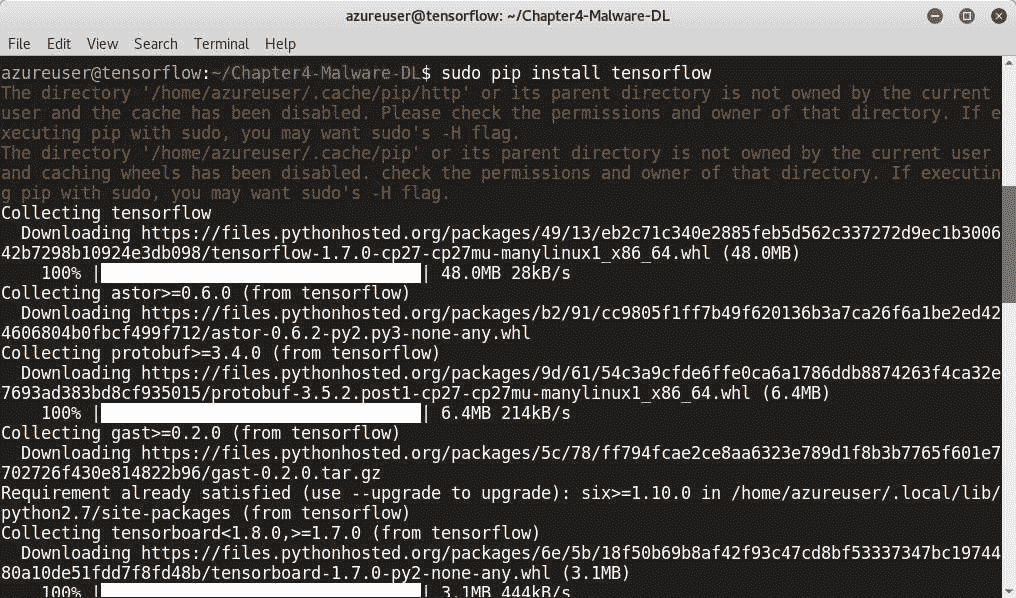 azureuser@tensorflow: ~/Chapter4-Malware-DL
File Edit View Search Terminal Help
azureuser@tensorflow:~/Chapter4-Malware-DL$ sudo pip install tensorflow
The directory '/home/azureuser/.cache/pip/http' or its parent directory is not owned by the current
user and the cache has been disabled. Please check the permissions and owner of that directory. If e
xecuting pip with sudo, you may want sudo's -H flag.
The directory '/home/azureuser/.cache/pip' or its parent directory is not owned by the current user
and caching wheels has been disabled. check the permissions and owner of that directory. If executin
g pip with sudo, you may want sudo's -H flag.
Collecting tensorflow
Downloading https://files.pythonhosted.org/packages/49/13/eb2c71c340e2885feb5d562c337272d9ec1b3006
42b7298b10924e3db098/tensorflow-1.7.0-cp27-cp27mu-manylinux1_x86_64.whl (48.0MB)
100% || 48.0MB 28kB/s
Collecting astor>=0.6.0 (from tensorflow)
Downloading https://files.pythonhosted.org/packages/b2/91/cc9805f1ff7b49f620136b3a7ca26f6a1be2ed42
4606804b0fbcf499f712/astor-0.6.2-py2.py3-none-any.whl
Collecting protobuf>=3.4.0 (from tensorflow)
Downloading https://files.pythonhosted.org/packages/9d/61/54c3a9cfde6ffe0ca6a1786ddb8874263f4ca32e
7693ad383bd8cf935015/protobuf-3.5.2.post1-cp27-cp27mu-manylinux1_x86_64.whl (6.4MB)
100% || 6.4MB 214kB/s
Collecting gast>=0.2.0 (from tensorflow)
Downloading https://files.pythonhosted.org/packages/5c/78/ff794fcae2ce8aa6323e789d1f8b3b7765f601e7
702726f430e814822b96/gast-0.2.0.tar.gz
Requirement already satisfied (use --upgrade to upgrade): six>=1.10.0 in /home/azureuser/.local/lib/
python2.7/site-packages (from tensorflow)
Collecting tensorboard<1.8.0,>=1.7.0 (from tensorflow)
Downloading https://files.pythonhosted.org/packages/6e/5b/18f50b69b8af42f93c47cd8bf53337347bc19744
80a10de51fdd7f8fd48b/tensorboard-1.7.0-py2-none-any.whl (3.1MB)
100% || 3.1MB 444kB/s